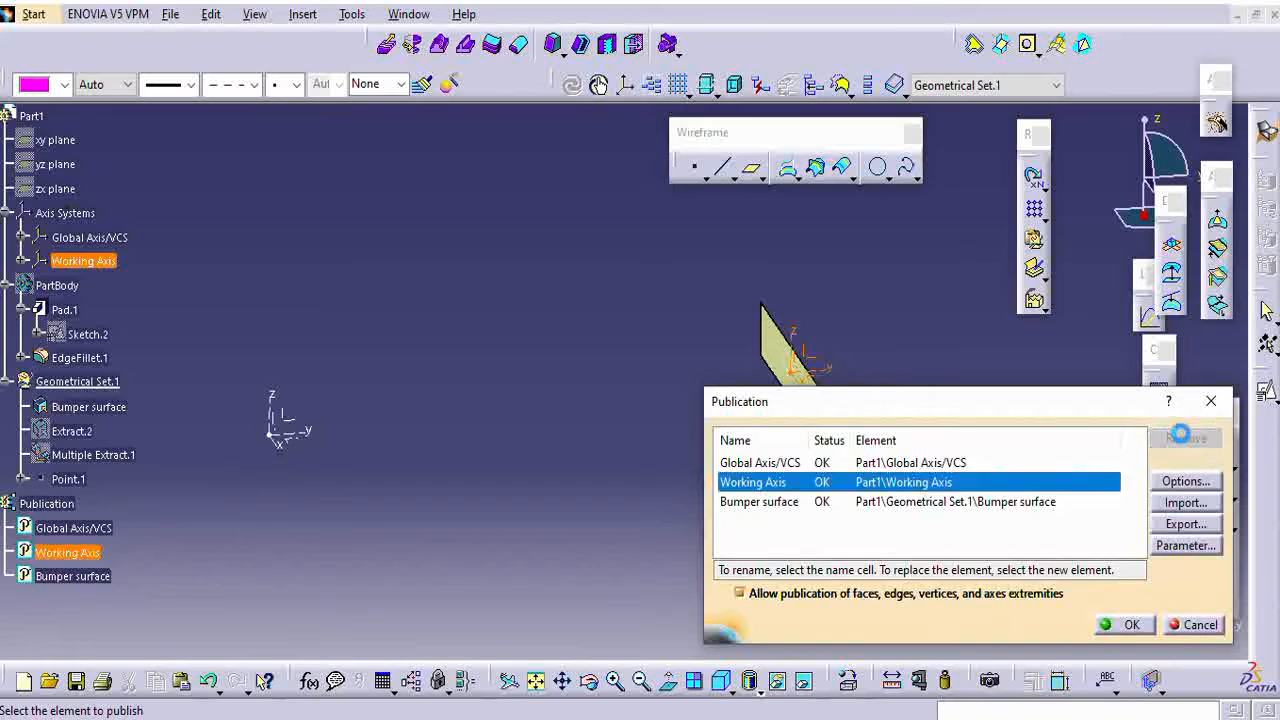 Start ENOVIA V5 VPM File Edit View Insert Tools Window Help
Auto Au None Geometrical Set.1
Part1
xy plane
yz plane
zx plane
Axis Systems
Global Axis/VCS
Working Axis
PartBody
Pad.1
Sketch.2
EdgeFillet.1
Geometrical Set.1
Bumper surface
Extract.2
Multiple Extract.1
Point.1
Publication
Global Axis/VCS
Working Axis
Bumper surface
z
y
x
Wireframe
R
z
z
y
Publication
Name Status Element
Global Axis/VCS OK Part1\Global Axis/VCS
Working Axis OK Part1\Working Axis
Bumper surface OK Part1\Geometrical Set.1\Bumper surface
Options...
Import...
Export...
Parameter...
To rename, select the name cell. To replace the element, select the new element.
Allow publication of faces, edges, vertices, and axes extremities
OK Cancel
CATIA
Select the element to publish